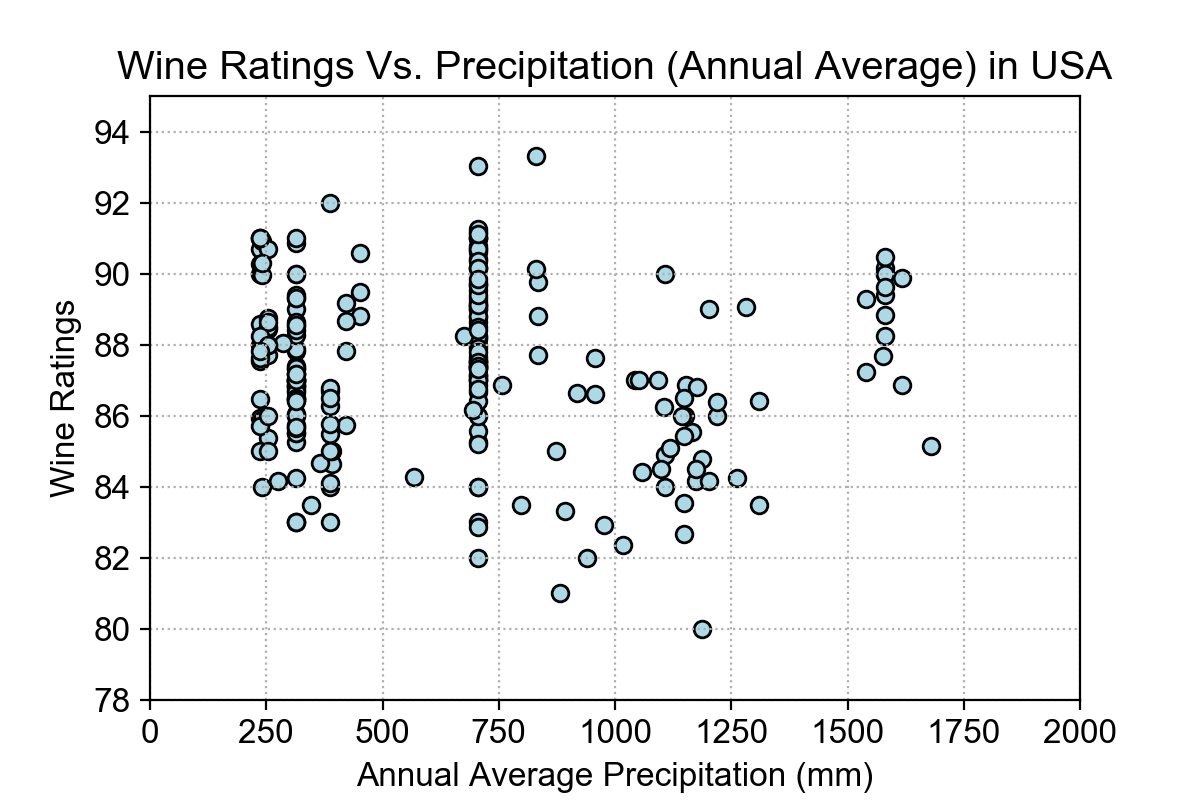 Wine Ratings Vs. Precipitation (Annual Average) in USA
94
92
90
88
86
84
82
80
78
Wine Ratings
0 250 500 750 1000 1250 1500 1750 2000
Annual Average Precipitation (mm)